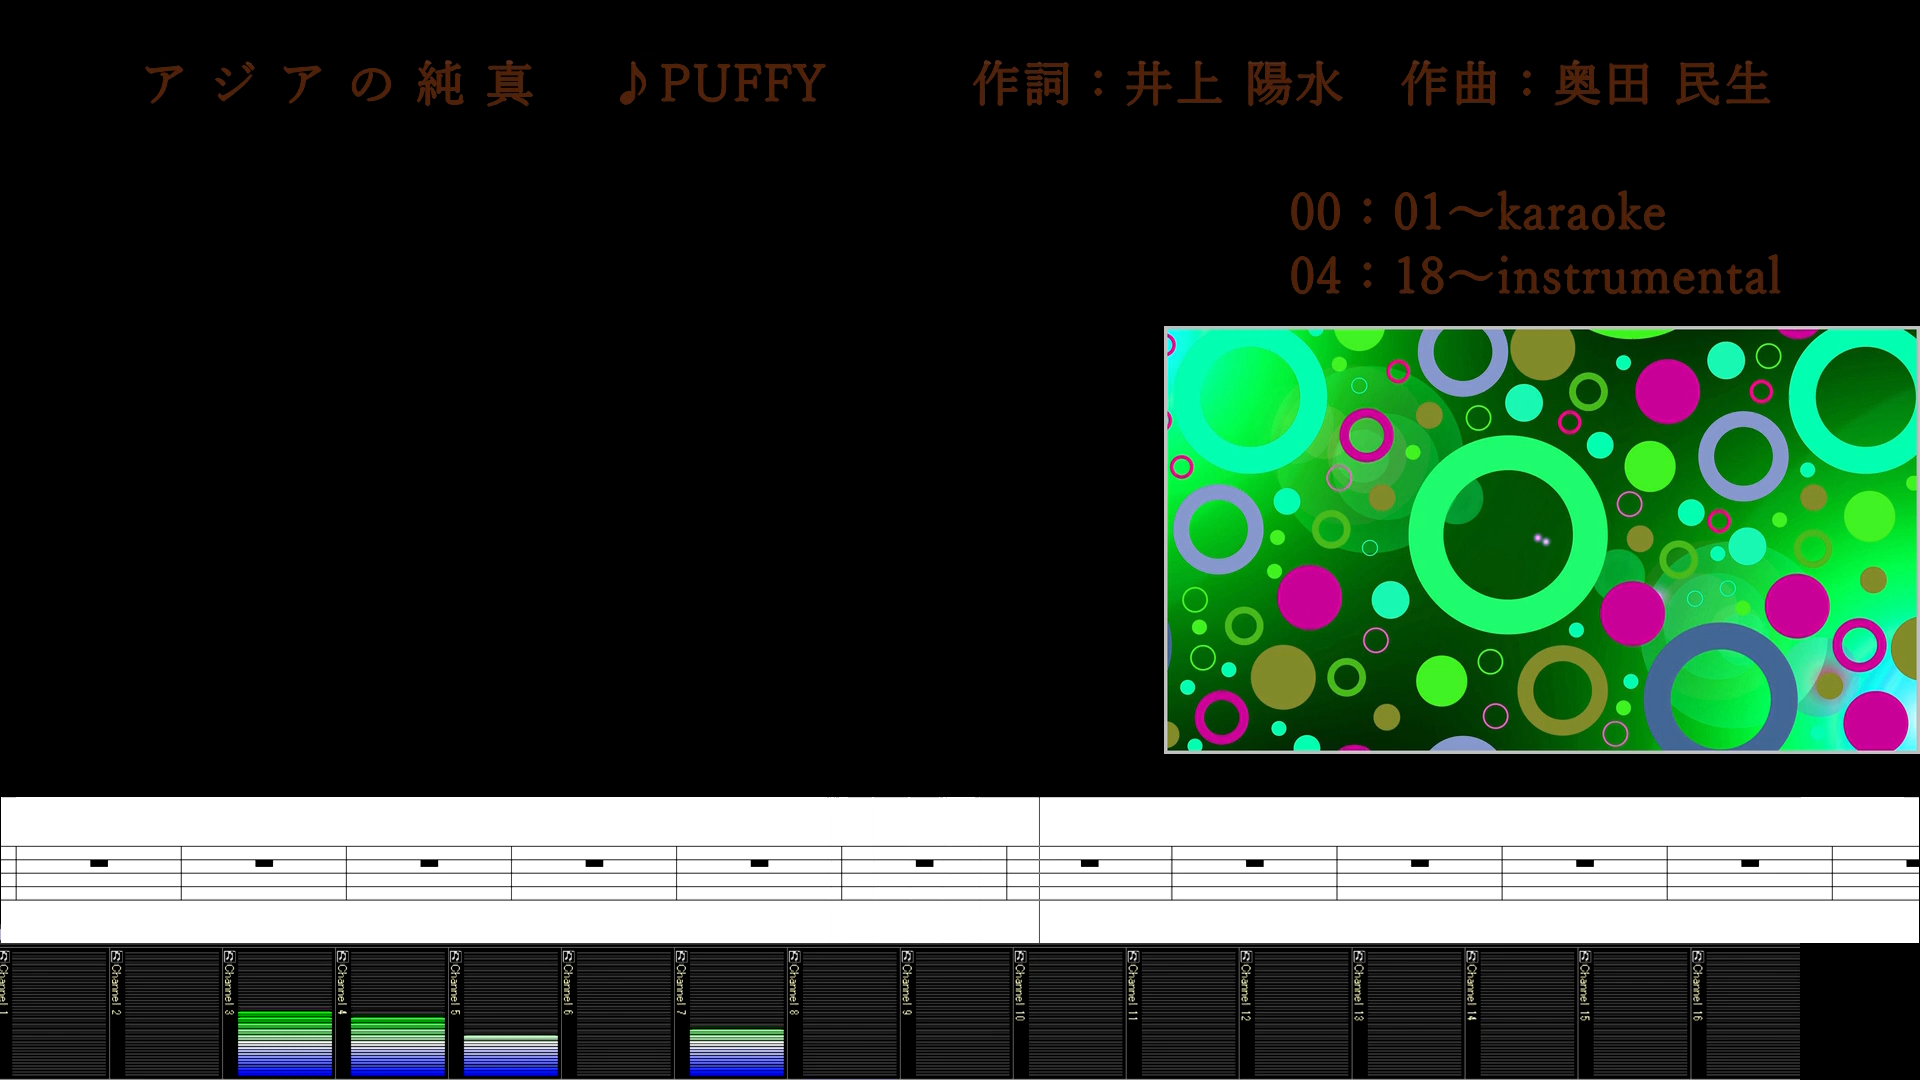 アジアの純真　♪PUFFY　作詞：井上 陽水　作曲：奥田 民生
00：01～karaoke
04：18～instrumental
Channel 1
Channel 2
Channel 3
Channel 4
Channel 5
Channel 6
Channel 7
Channel 8
Channel 9
Channel 10
Channel 11
Channel 12
Channel 13
Channel 14
Channel 15
Channel 16